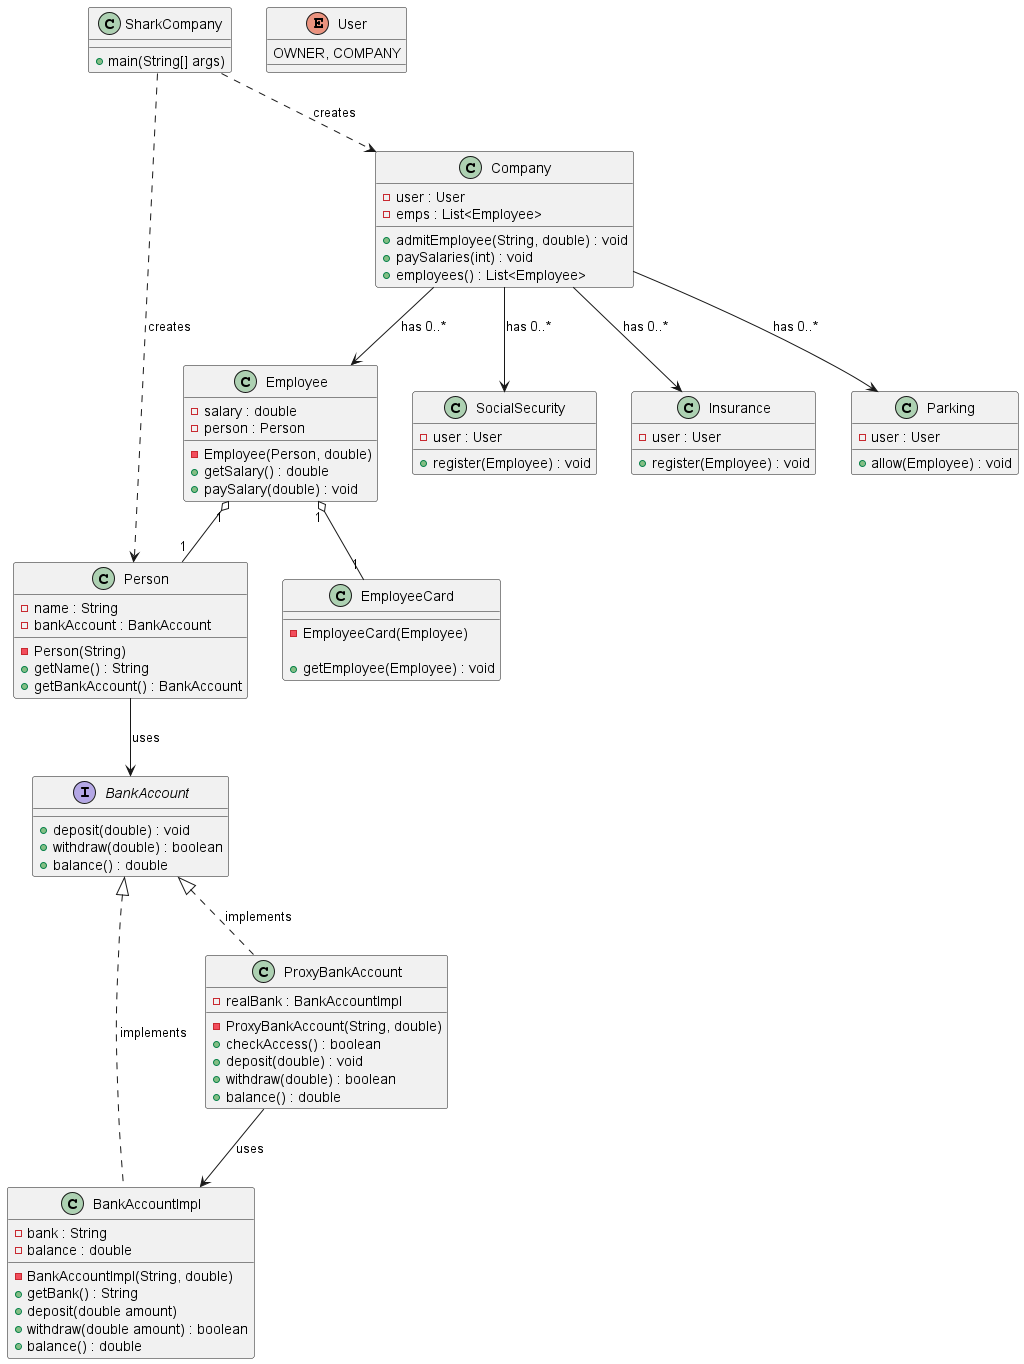 C SharkCompany
main(String[] args)
E User
OWNER, COMPANY
creates
C Company
user : User
emps : List<Employee>
admitEmployee(String, double) : void
paySalaries(int) : void
employees() : List<Employee>
creates
has 0..*
has 0..*
has 0..*
has 0..*
C Employee
salary : double
person : Person
Employee(Person, double)
getSalary() : double
paySalary(double) : void
C SocialSecurity
user : User
register(Employee) : void
C Insurance
user : User
register(Employee) : void
C Parking
user : User
allow(Employee) : void
1
1
1
1
C Person
name : String
bankAccount : BankAccount
Person(String)
getName() : String
getBankAccount() : BankAccount
C EmployeeCard
EmployeeCard(Employee)
getEmployee(Employee) : void
uses
I BankAccount
deposit(double) : void
withdraw(double) : boolean
balance() : double
implements
implements
C ProxyBankAccount
realBank : BankAccountImpl
ProxyBankAccount(String, double)
checkAccess() : boolean
deposit(double) : void
withdraw(double) : boolean
balance() : double
uses
C BankAccountImpl
bank : String
balance : double
BankAccountImpl(String, double)
getBank() : String
deposit(double amount)
withdraw(double amount) : boolean
balance() : double